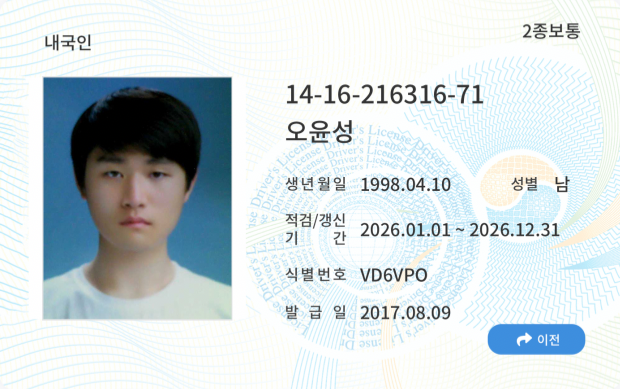 내국인
2종보통
14-16-216316-71
오윤성
생년월일 1998.04.10 성별 남
적검/갱신
기 간 2026.01.01 ~ 2026.12.31
식별번호 VD6VPO
발 급 일 2017.08.09
이전